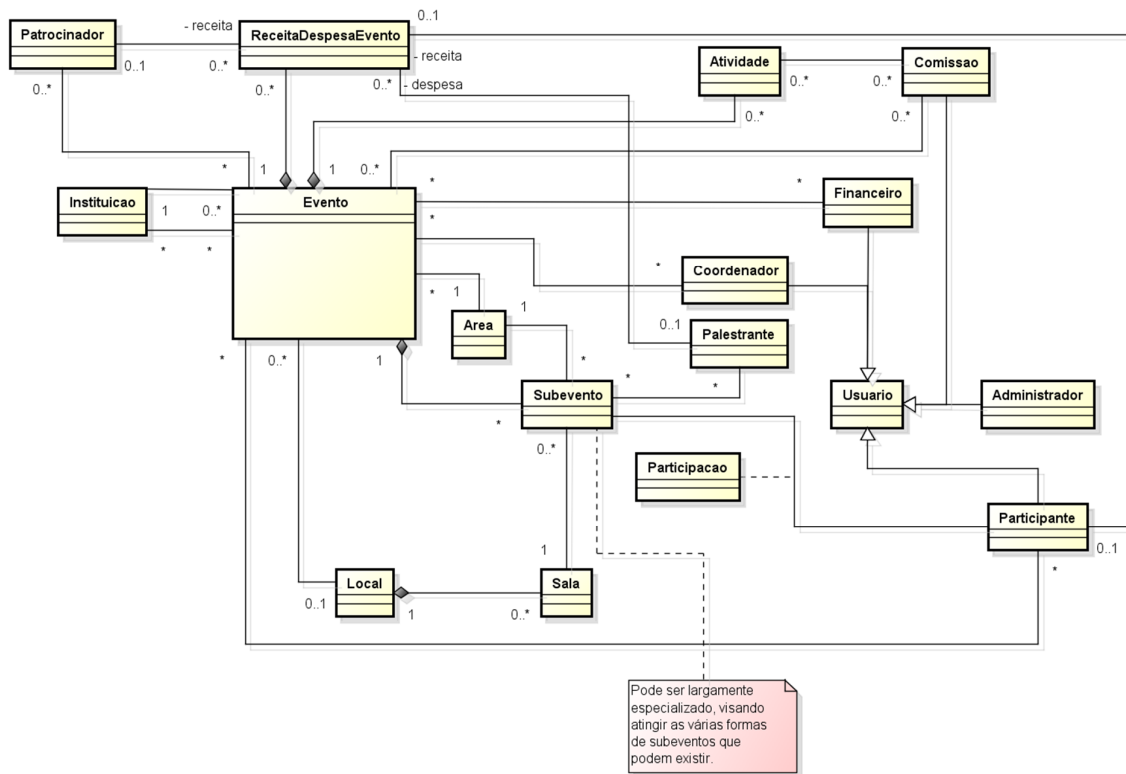 - receita
0..1
Patrocinador
ReceitaDespesaEvento
0..1
0..*
- receita
0..*
0..*
0..*
- despesa
Atividade
Comissao
0..*
0..*
0..*
0..*
*
1
1
0..*
*
*
Instituicao
1
0..*
Evento
Financeiro
*
*
*
*
Coordenador
*
1
1
Area
0..1
Palestrante
*
0..*
1
*
*
*
Subevento
Usuario
Administrador
*
0..*
Participacao
Participante
0..1
1
*
Local
Sala
0..1
1
0..*
Pode ser largamente
especializado, visando
atingir as várias formas
de subeventos que
podem existir.